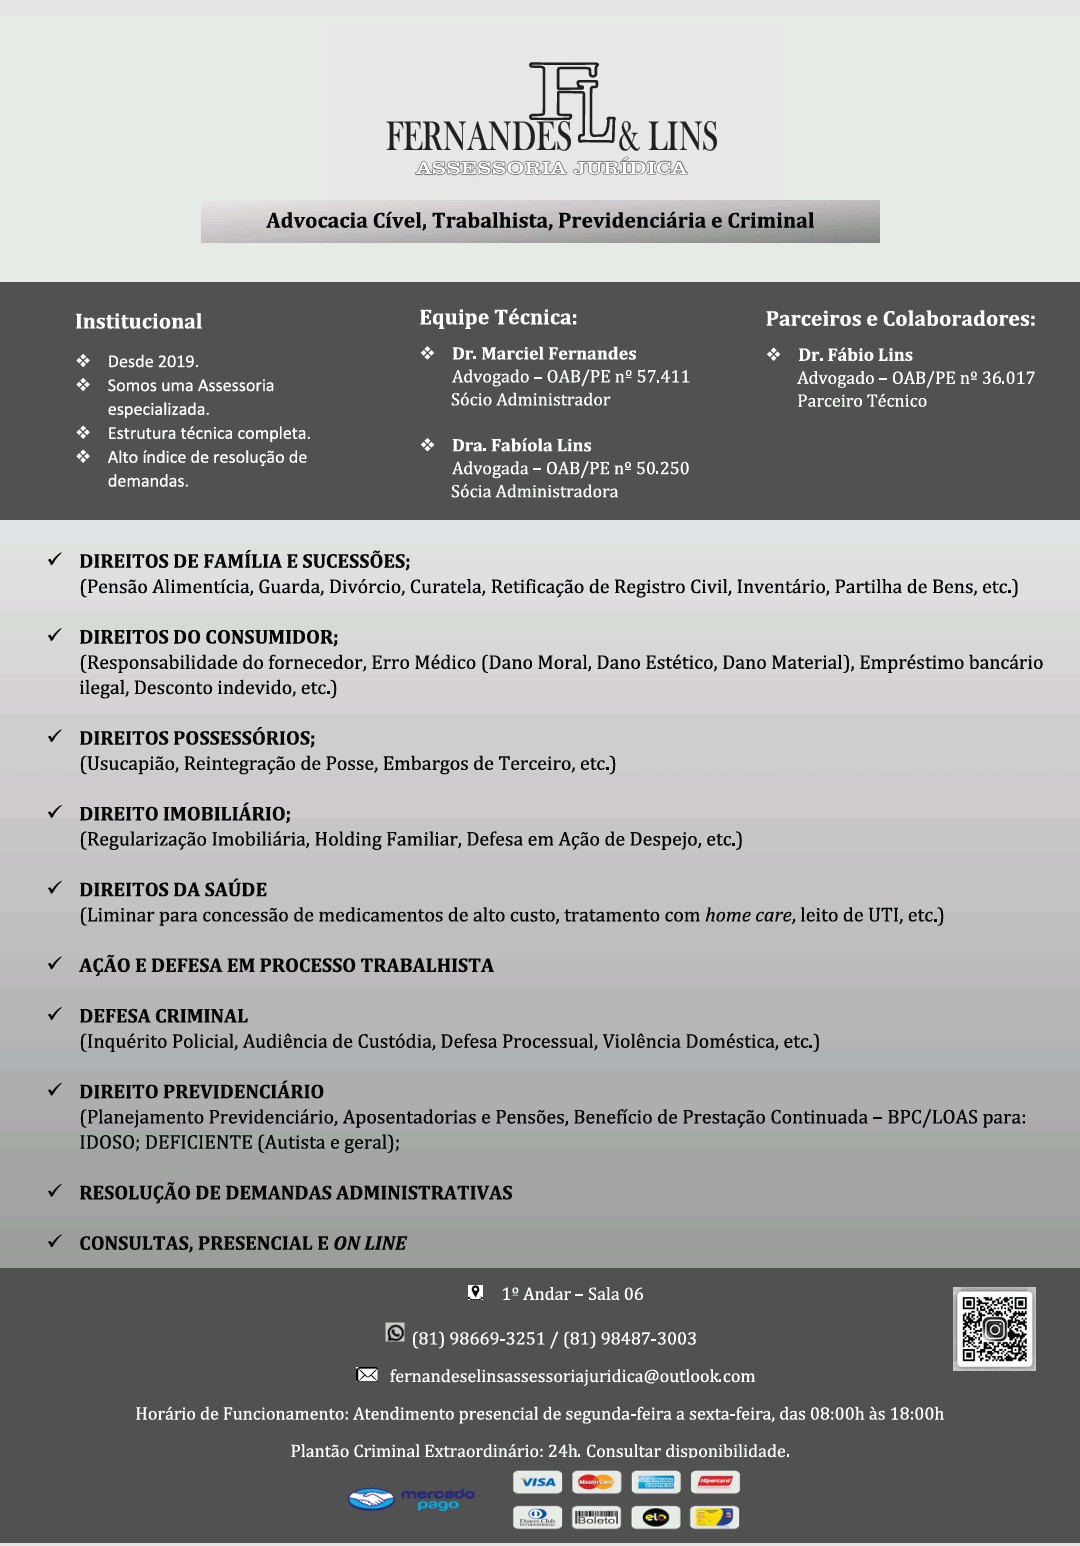 FL
FERNANDES & LINS
ASSESSORIA JURÍDICA
Advocacia Cível, Trabalhista, Previdenciária e Criminal
Institucional
❖ Desde 2019.
❖ Somos uma Assessoria
especializada.
❖ Estrutura técnica completa.
❖ Alto índice de resolução de
demandas.
Equipe Técnica:
❖ Dr. Marciel Fernandes
Advogado – OAB/PE nº 57.411
Sócio Administrador
❖ Dra. Fabíola Lins
Advogada – OAB/PE nº 50.250
Sócia Administradora
Parceiros e Colaboradores:
❖ Dr. Fábio Lins
Advogado – OAB/PE nº 36.017
Parceiro Técnico
✓ DIREITOS DE FAMÍLIA E SUCESSÕES;
(Pensão Alimentícia, Guarda, Divórcio, Curatela, Retificação de Registro Civil, Inventário, Partilha de Bens, etc.)
✓ DIREITOS DO CONSUMIDOR;
(Responsabilidade do fornecedor, Erro Médico (Dano Moral, Dano Estético, Dano Material), Empréstimo bancário
ilegal, Desconto indevido, etc.)
✓ DIREITOS POSSESSÓRIOS;
(Usucapião, Reintegração de Posse, Embargos de Terceiro, etc.)
✓ DIREITO IMOBILIÁRIO;
(Regularização Imobiliária, Holding Familiar, Defesa em Ação de Despejo, etc.)
✓ DIREITOS DA SAÚDE
(Liminar para concessão de medicamentos de alto custo, tratamento com home care, leito de UTI, etc.)
✓ AÇÃO E DEFESA EM PROCESSO TRABALHISTA
✓ DEFESA CRIMINAL
(Inquérito Policial, Audiência de Custódia, Defesa Processual, Violência Doméstica, etc.)
✓ DIREITO PREVIDENCIÁRIO
(Planejamento Previdenciário, Aposentadorias e Pensões, Benefício de Prestação Continuada – BPC/LOAS para:
IDOSO; DEFICIENTE (Autista e geral);
✓ RESOLUÇÃO DE DEMANDAS ADMINISTRATIVAS
✓ CONSULTAS, PRESENCIAL E ON LINE
1º Andar – Sala 06
(81) 98669-3251 / (81) 98487-3003
fernandeselinsassessoriajuridica@outlook.com
Horário de Funcionamento: Atendimento presencial de segunda-feira a sexta-feira, das 08:00h às 18:00h
Plantão Criminal Extraordinário: 24h. Consultar disponibilidade.
mercado
pago
VISA
MasterCard
Hipercard
Diners Club
INTERNATIONAL
Boleto
elo